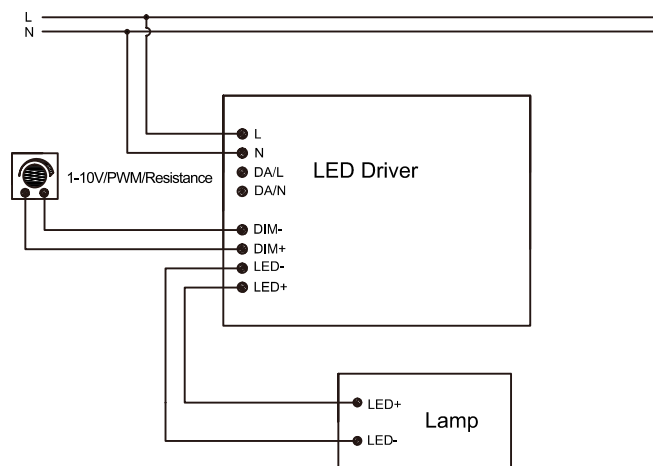 L
N
L
N
DA/L
DA/N
LED Driver
1-10V/PWM/Resistance
DIM-
DIM+
LED-
LED+
LED+
LED-
Lamp